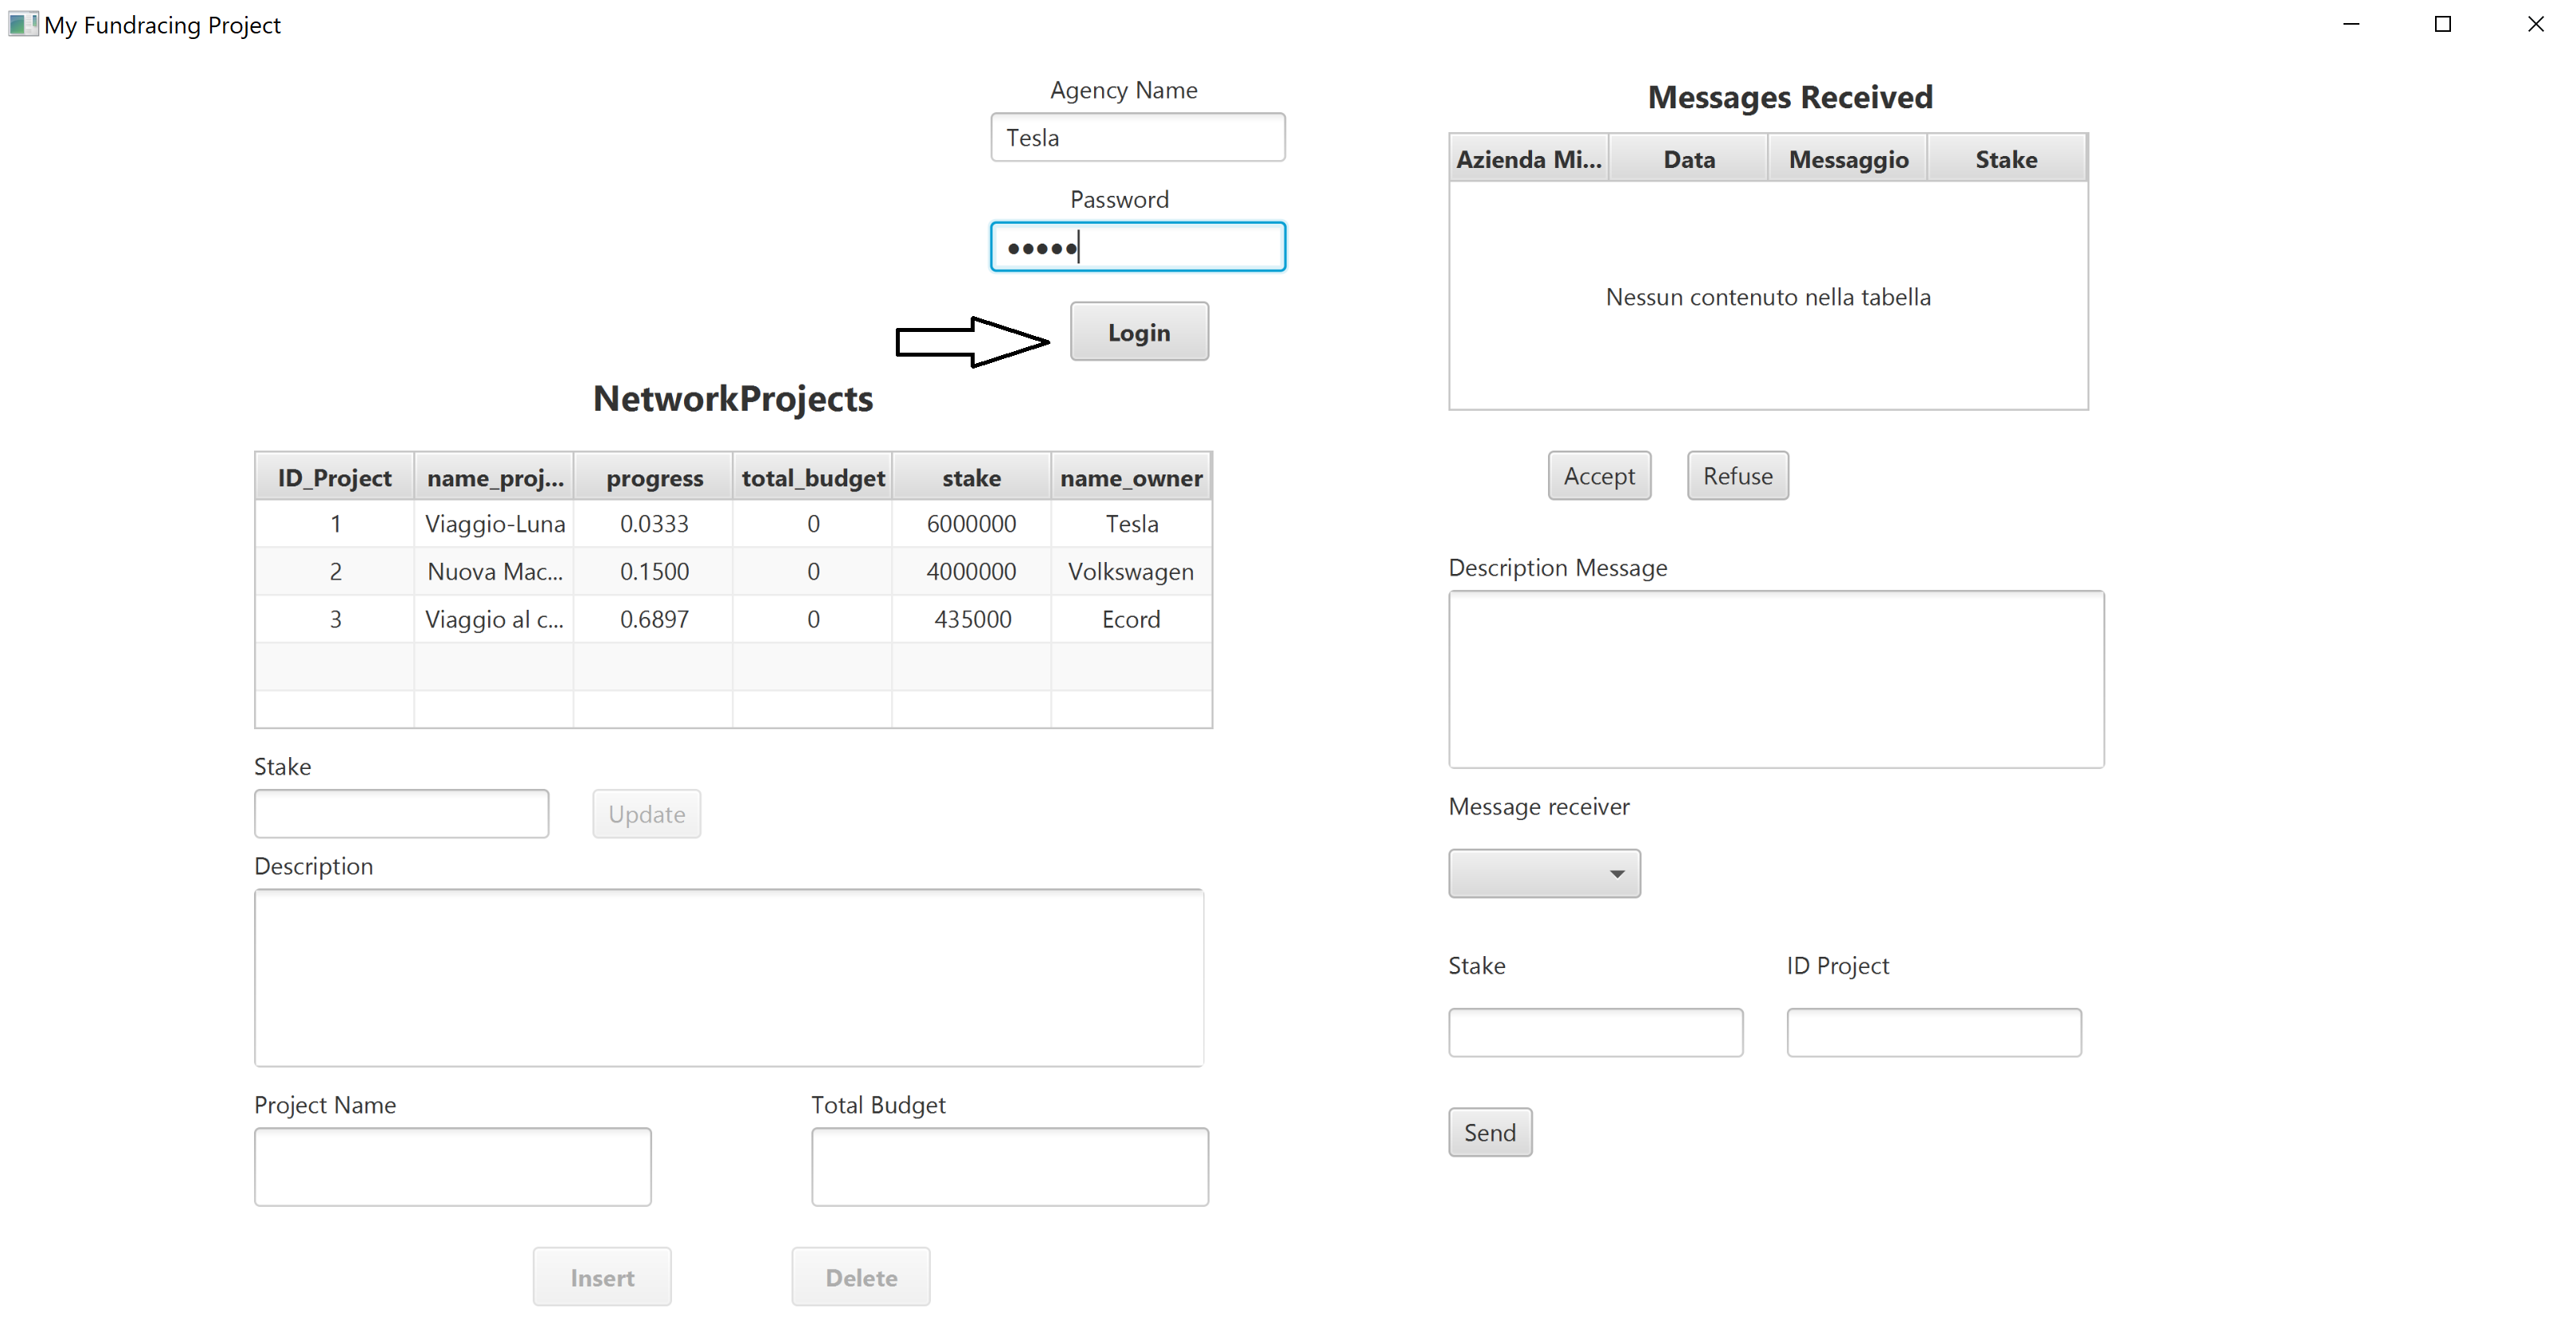 My Fundracing Project
Agency Name
Tesla
Password
•••••
Login
NetworkProjects
ID_Project name_proj... progress total_budget stake name_owner
1 Viaggio-Luna 0.0333 0 6000000 Tesla
2 Nuova Mac... 0.1500 0 4000000 Volkswagen
3 Viaggio al c... 0.6897 0 435000 Ecord
Stake
Update
Description
Project Name Total Budget
Insert Delete
Messages Received
Azienda Mi... Data Messaggio Stake
Nessun contenuto nella tabella
Accept Refuse
Description Message
Message receiver
Stake ID Project
Send